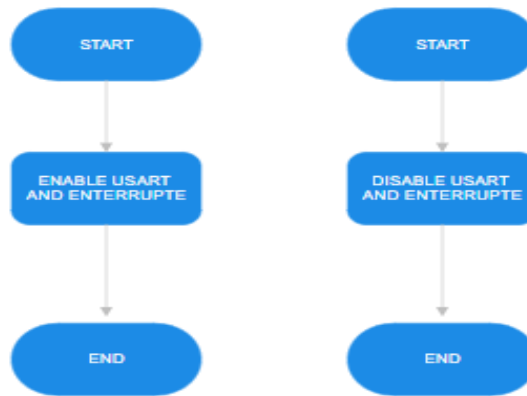 START
ENABLE USART
AND ENTERRUPTE
END
START
DISABLE USART
AND ENTERRUPTE
END